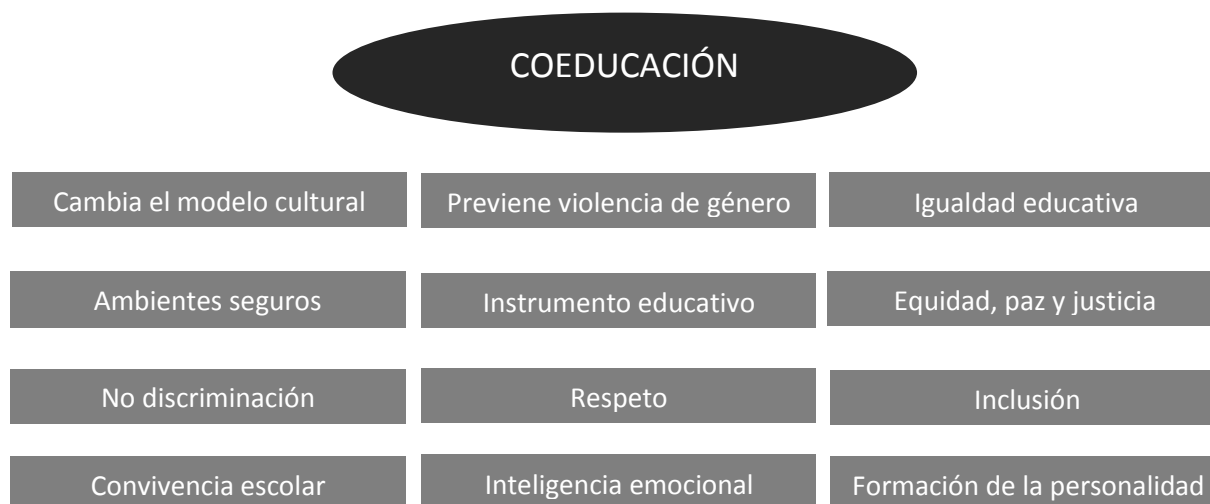 COEDUCACIÓN
Cambia el modelo cultural
Previene violencia de género
Igualdad educativa
Ambientes seguros
Instrumento educativo
Equidad, paz y justicia
No discriminación
Respeto
Inclusión
Convivencia escolar
Inteligencia emocional
Formación de la personalidad